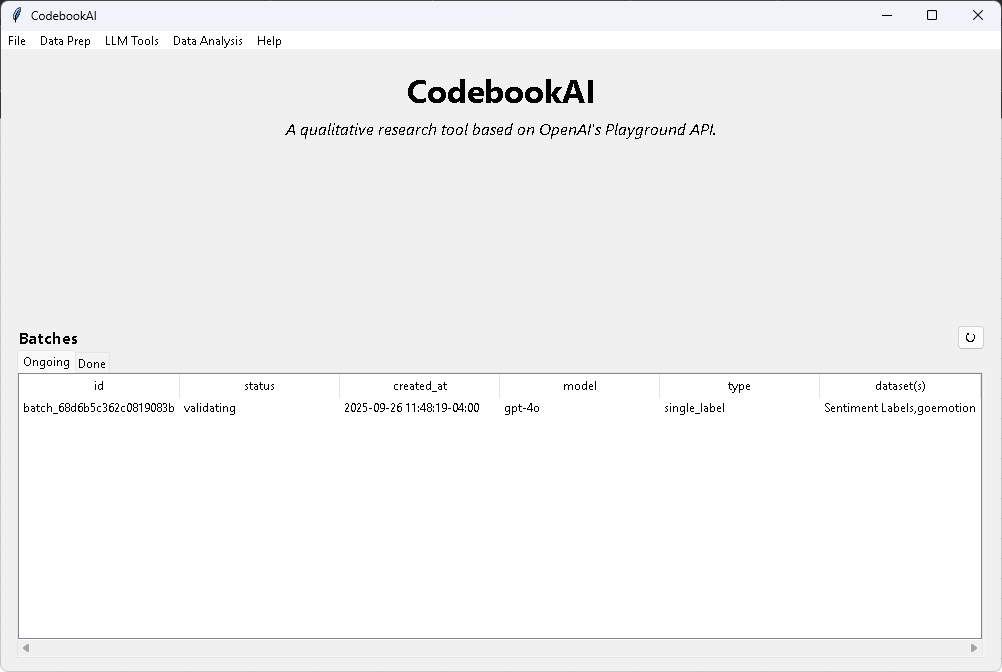 CodebookAI
File Data Prep LLM Tools Data Analysis Help
CodebookAI
A qualitative research tool based on OpenAI's Playground API.
Batches
Ongoing Done
id status created_at model type dataset(s)
batch_68d6b5c362c0819083b validating 2025-09-26 11:48:19-04:00 gpt-4o single_label Sentiment Labels,goemotion